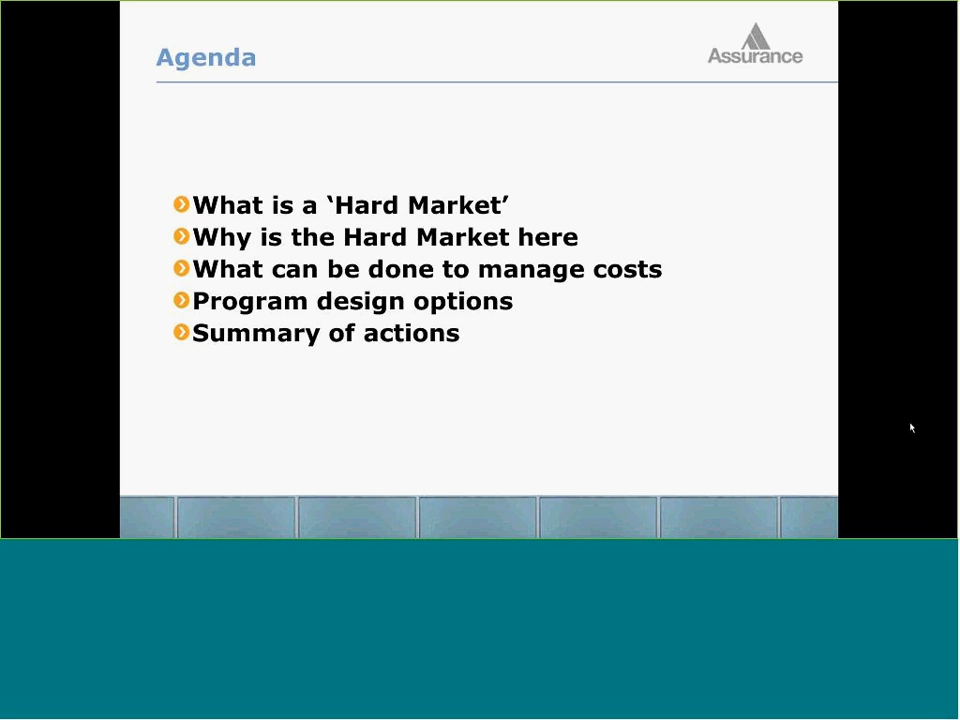 Agenda
Assurance
What is a ‘Hard Market’
Why is the Hard Market here
What can be done to manage costs
Program design options
Summary of actions